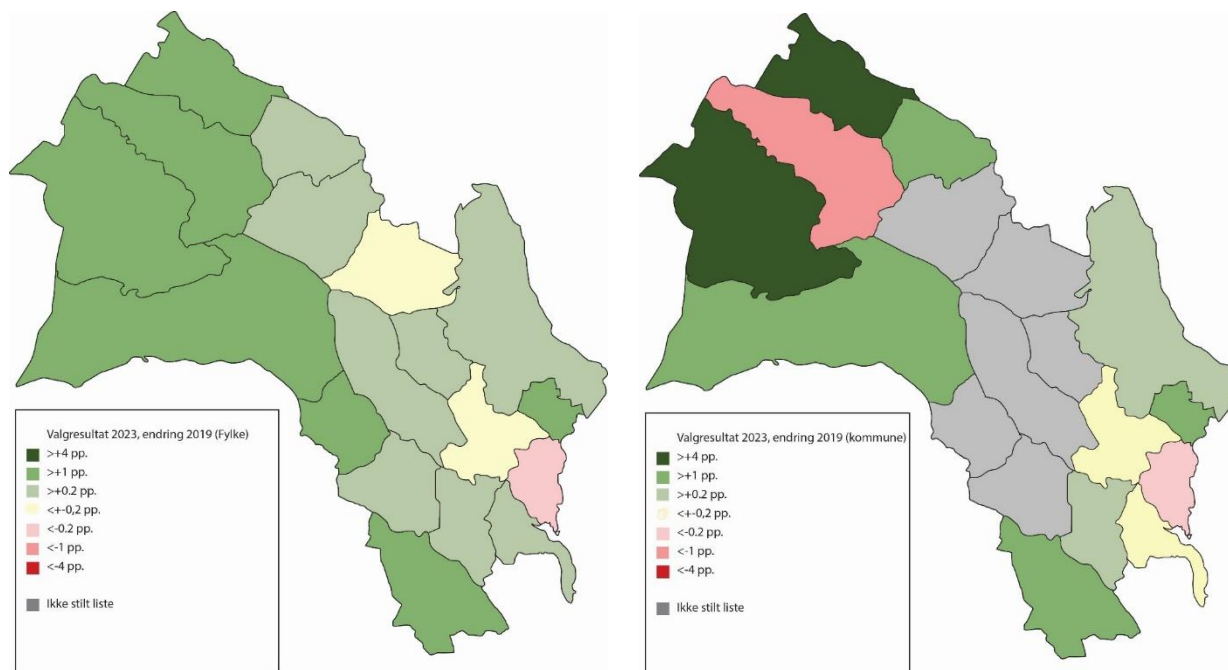 Valgresultat 2023, endring 2019 (Fylke)
>+4 pp.
>+1 pp.
>+0.2 pp.
<+-0,2 pp.
<-0.2 pp.
<-1 pp.
<-4 pp.
Ikke stilt liste
Valgresultat 2023, endring 2019 (kommune)
>+4 pp.
>+1 pp.
>+0.2 pp.
<+-0,2 pp.
<-0.2 pp.
<-1 pp.
<-4 pp.
Ikke stilt liste